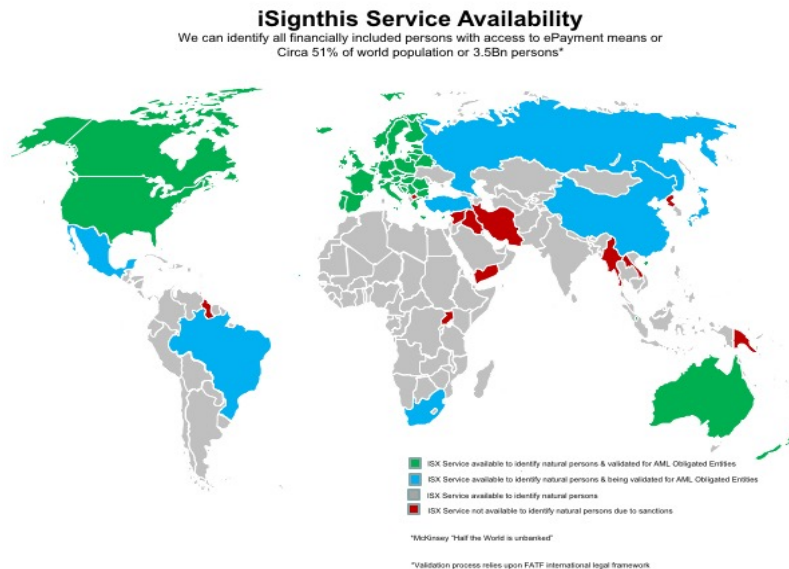 iSignthis Service Availability
We can identify all financially included persons with access to ePayment means or
Circa 51% of world population or 3.5Bn persons*
ISX Service available to identify natural persons & validated for AML Obligated Entities
ISX Service available to identify natural persons & being validated for AML Obligated Entities
ISX Service available to identify natural persons
ISX Service not available to identify natural persons due to sanctions
*McKinsey "Half the World is unbanked"
*Validation process relies upon FATF international legal framework